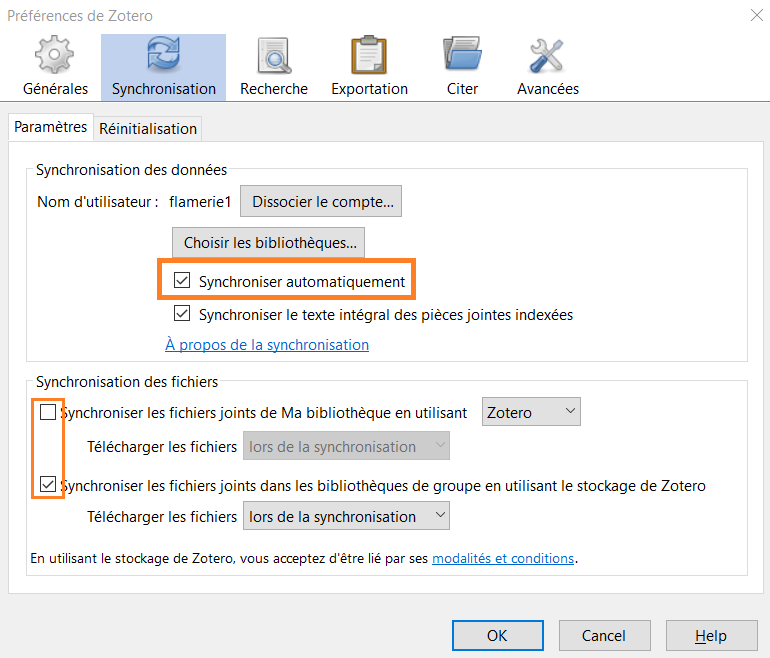 Préférences de Zotero
Générales Synchronisation Recherche Exportation Citer Avancées
Paramètres Réinitialisation
Synchronisation des données
Nom d'utilisateur : flamerie1 Dissocier le compte...
Choisir les bibliothèques...
Synchroniser automatiquement
Synchroniser le texte intégral des pièces jointes indexées
À propos de la synchronisation
Synchronisation des fichiers
Synchroniser les fichiers joints de Ma bibliothèque en utilisant Zotero
Télécharger les fichiers lors de la synchronisation
Synchroniser les fichiers joints dans les bibliothèques de groupe en utilisant le stockage de Zotero
Télécharger les fichiers lors de la synchronisation
En utilisant le stockage de Zotero, vous acceptez d'être lié par ses modalités et conditions.
OK Cancel Help